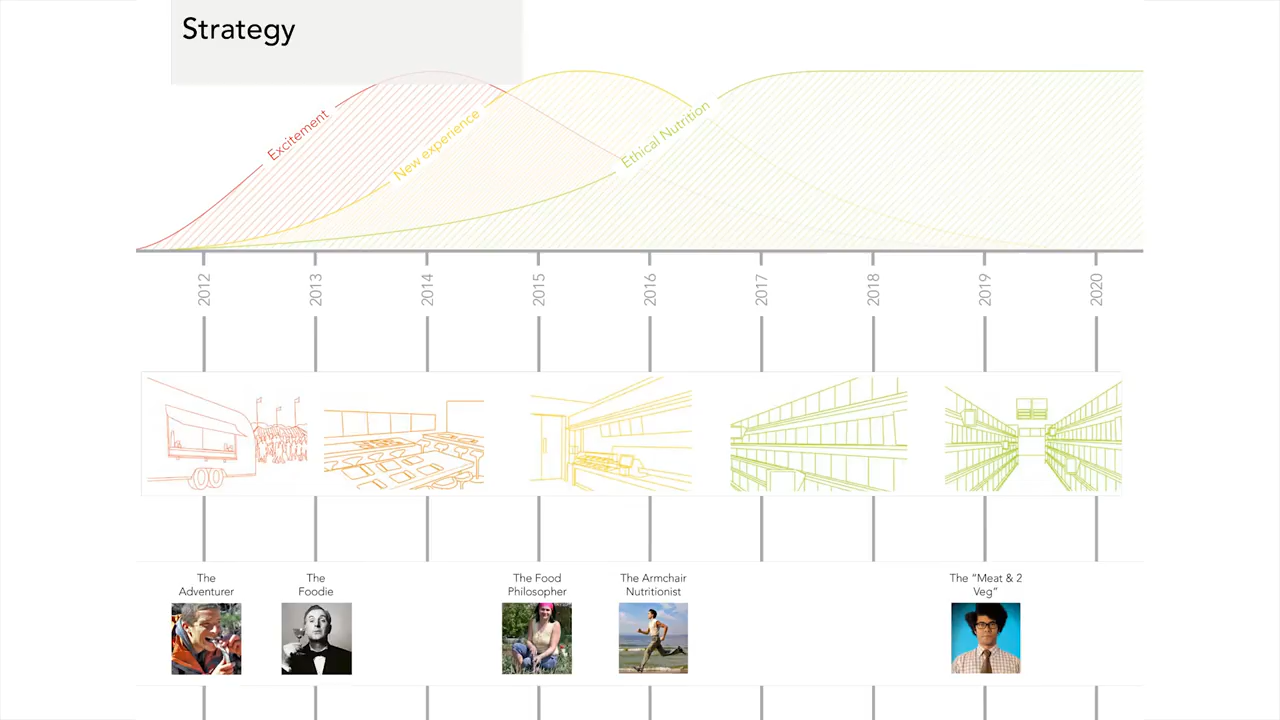 Strategy
Excitement
New experience
Ethical Nutrition
2012
2013
2014
2015
2016
2017
2018
2019
2020
The
Adventurer
The
Foodie
The Food
Philosopher
The Armchair
Nutritionist
The “Meat & 2
Veg”